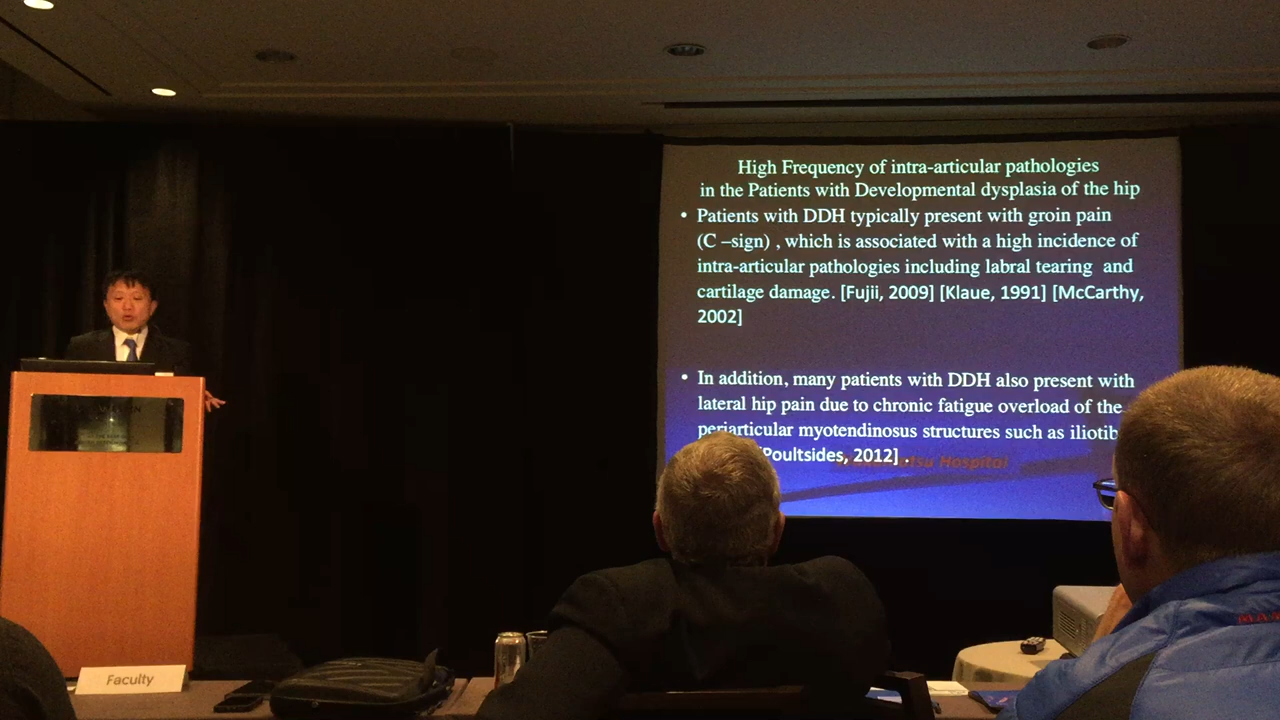 High Frequency of intra-articular pathologies
in the Patients with Developmental dysplasia of the hip
• Patients with DDH typically present with groin pain
(C –sign) , which is associated with a high incidence of
intra-articular pathologies including labral tearing and
cartilage damage. [Fujii, 2009] [Klaue, 1991] [McCarthy,
2002]
• In addition, many patients with DDH also present with
lateral hip pain due to chronic fatigue overload of the
periarticular myotendinosus structures such as iliotib
[Poultsides, 2012] .
Hospital
Faculty